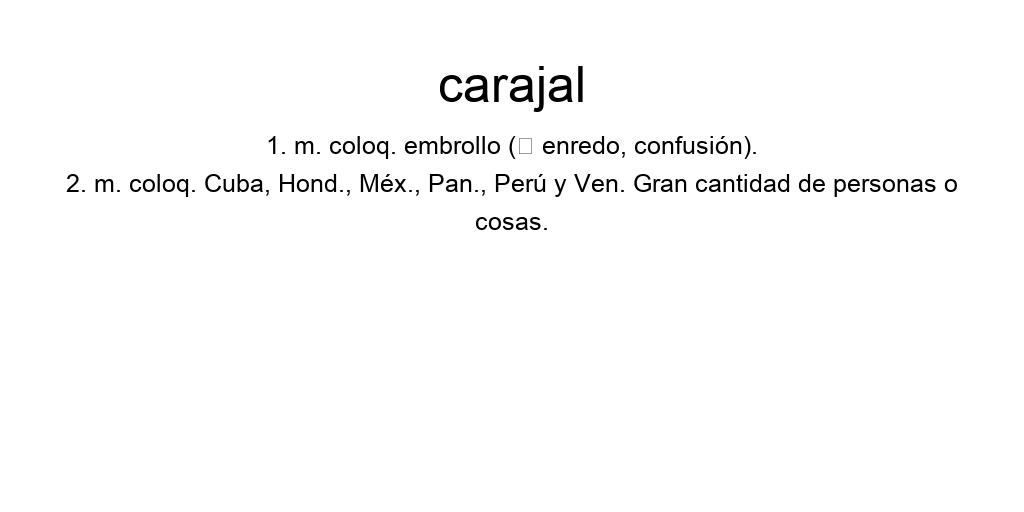 carajal
1. m. coloq. embrollo (□ enredo, confusión).
2. m. coloq. Cuba, Hond., Méx., Pan., Perú y Ven. Gran cantidad de personas o
cosas.